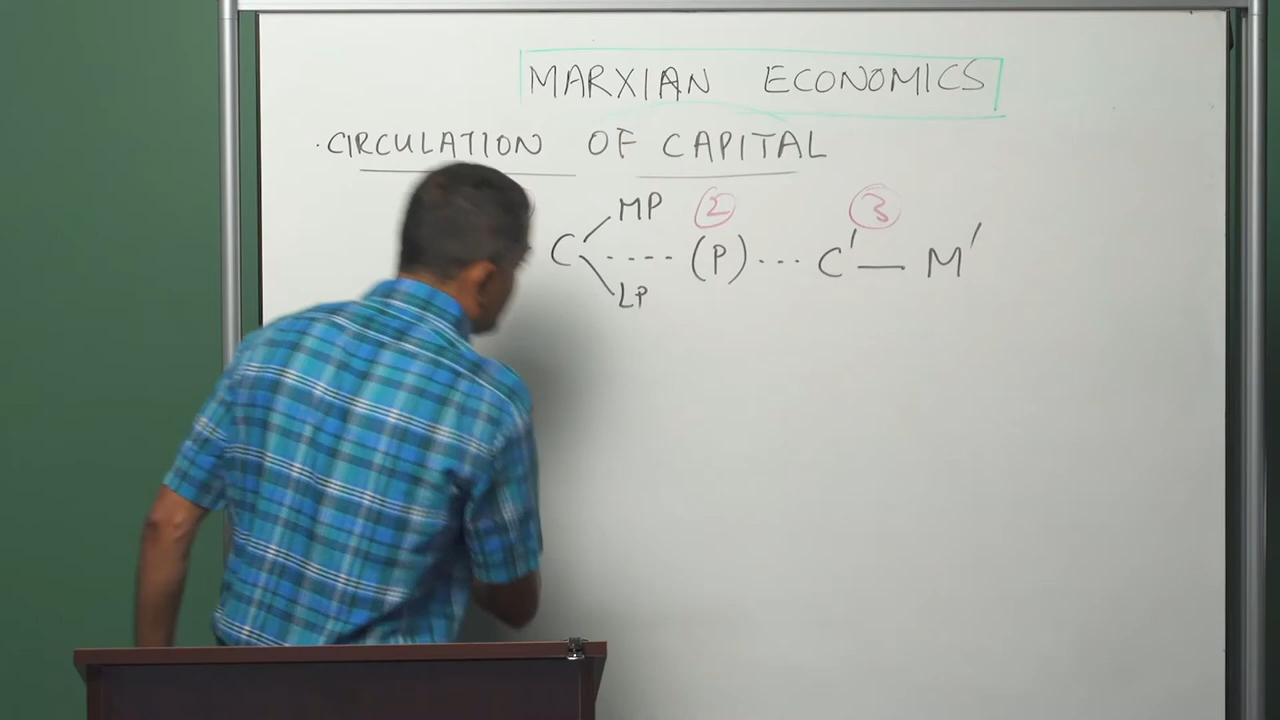 MARXIAN ECONOMICS
CIRCULATION OF CAPITAL
MP ② ③
C ---- (P) ... C′ — M′
LP